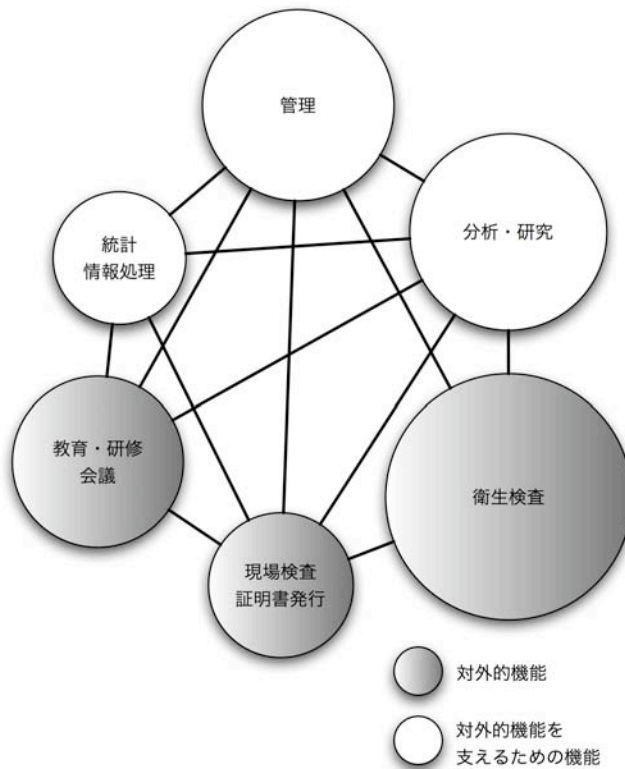 管理
分析・研究
統計
情報処理
教育・研修
会議
衛生検査
現場検査
証明書発行
対外的機能
対外的機能を
支えるための機能